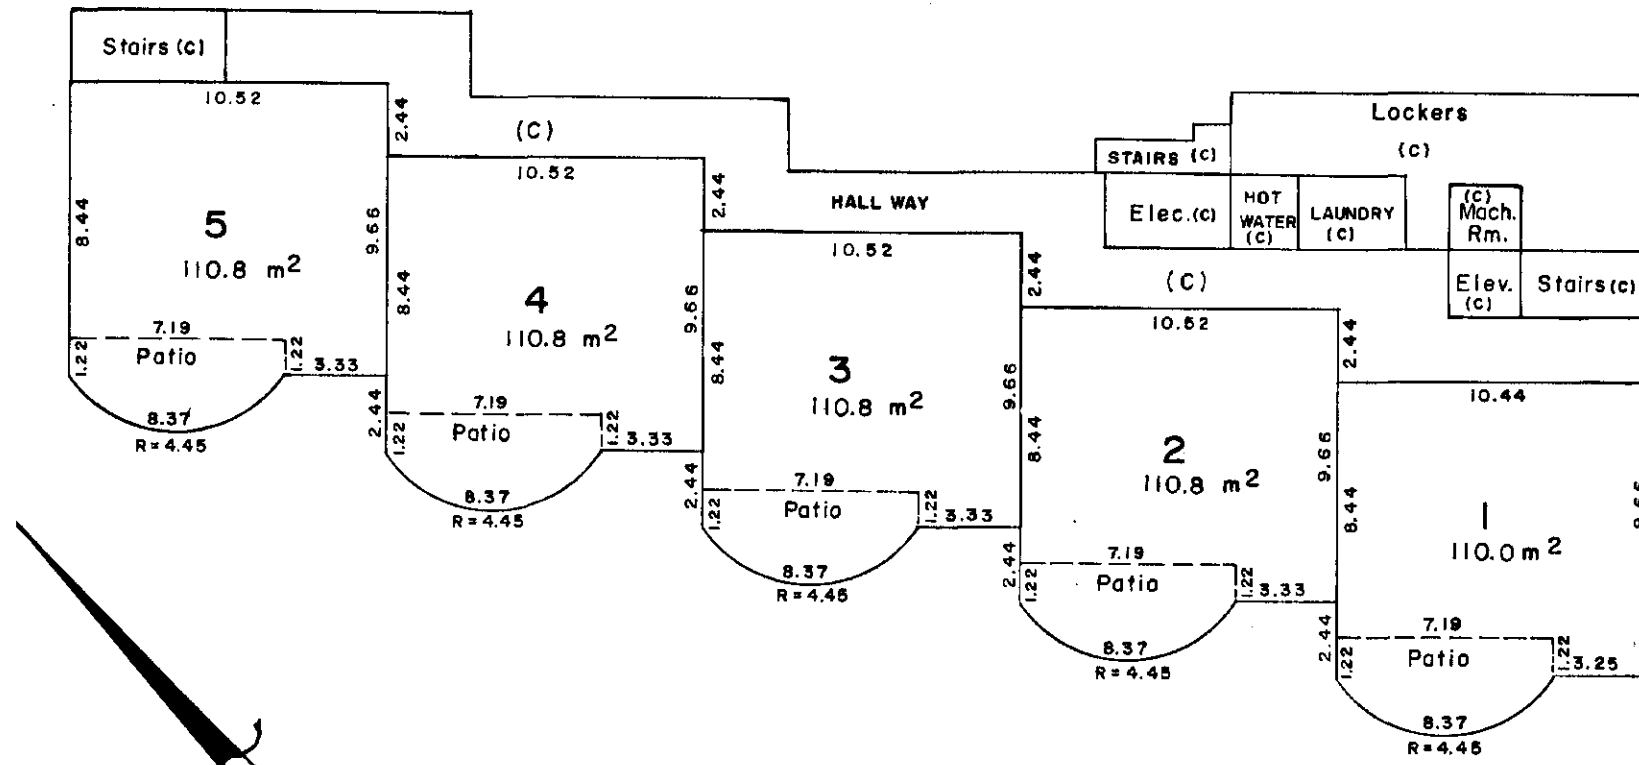 Stairs (C)
10.52
2.44
8.44
5
110.8 m²
9.66
7.19
Patio
1.22
1.22
3.33
8.37
R = 4.45
2.44
(C)
10.52
2.44
8.44
4
110.8 m²
9.66
7.19
Patio
1.22
1.22
3.33
8.37
R = 4.45
2.44
HALL WAY
10.52
2.44
8.44
3
110.8 m²
9.66
7.19
Patio
1.22
1.22
3.33
8.37
R = 4.45
2.44
STAIRS (C)
Elec. (C)
HOT
WATER
(C)
LAUNDRY
(C)
Lockers
(C)
(C)
Mach.
Rm.
Elev.
(C)
Stairs (C)
(C)
10.52
2.44
8.44
2
110.8 m²
9.66
7.19
Patio
1.22
1.22
3.33
8.37
R = 4.45
2.44
10.44
8.44
1
110.0 m²
7.19
Patio
1.22
1.22
3.25
8.37
R = 4.45